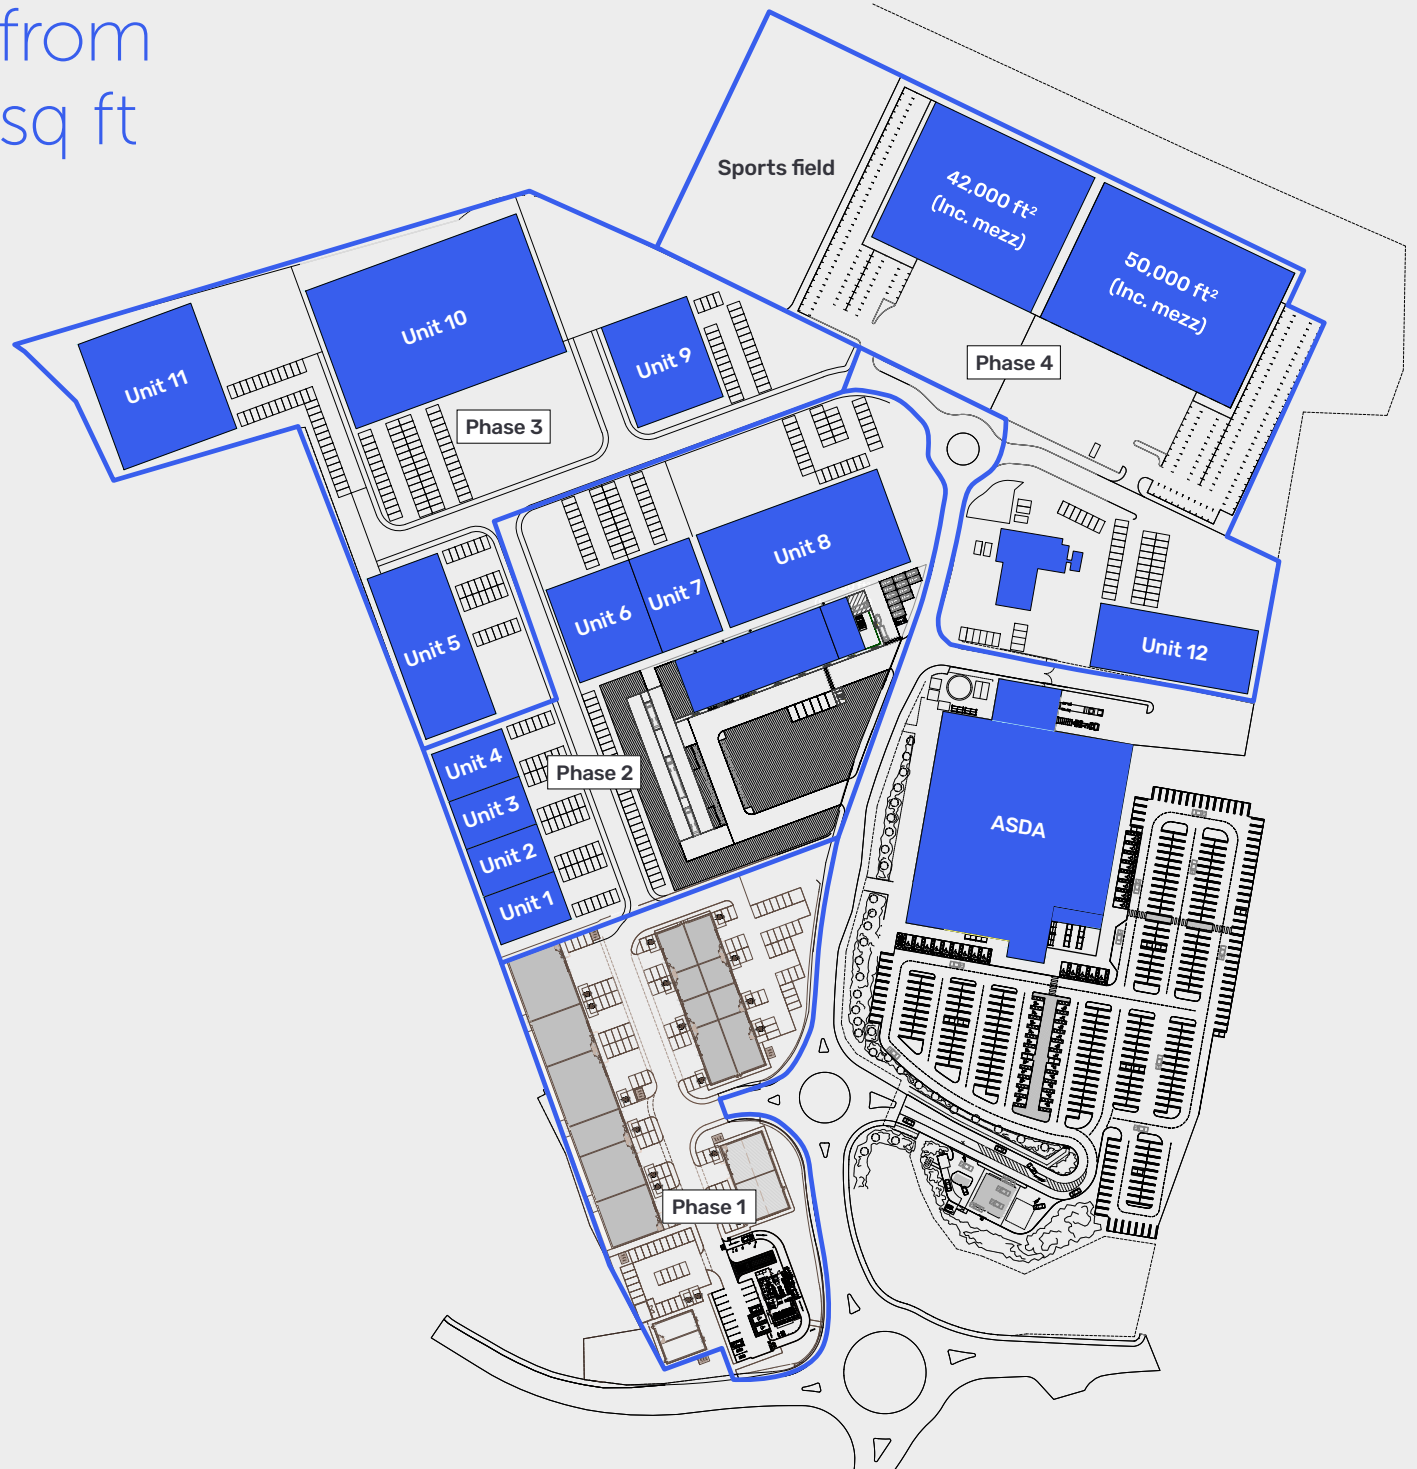 from
sq ft
Sports field
42,000 ft²
(Inc. mezz)
50,000 ft²
(Inc. mezz)
Unit 10
Unit 9
Unit 11
Phase 4
Phase 3
Unit 8
Unit 7
Unit 6
Unit 5
Unit 12
Unit 4
Phase 2
Unit 3
ASDA
Unit 2
Unit 1
Phase 1